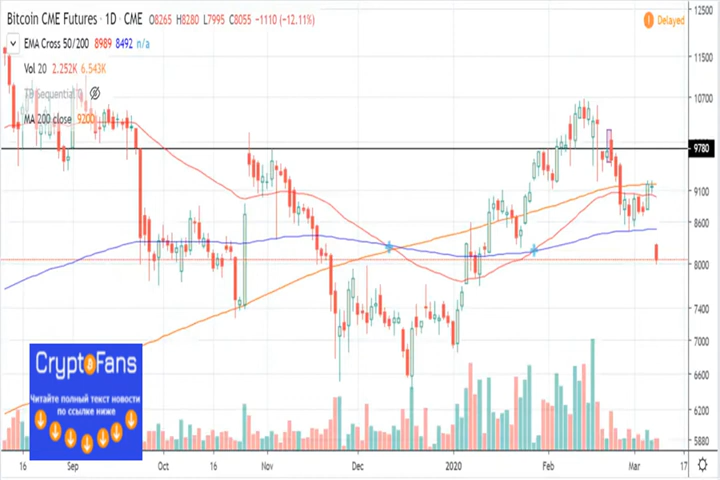 Bitcoin CME Futures · 1D · CME O8265 H8280 L7995 C8055 −1110 (−12.11%)
Delayed
EMA Cross 50/200 8989 8492 n/a
Vol 20 2.252K 6.543K
TD Sequential
MA 200 close 9200
12500
11500
10700
9780
9100
8600
8000
7400
7000
6600
6200
5880
CryptoFans
Читайте полный текст новости
по ссылке ниже
16 Sep Oct 16 Nov Dec 2020 Feb Mar 17